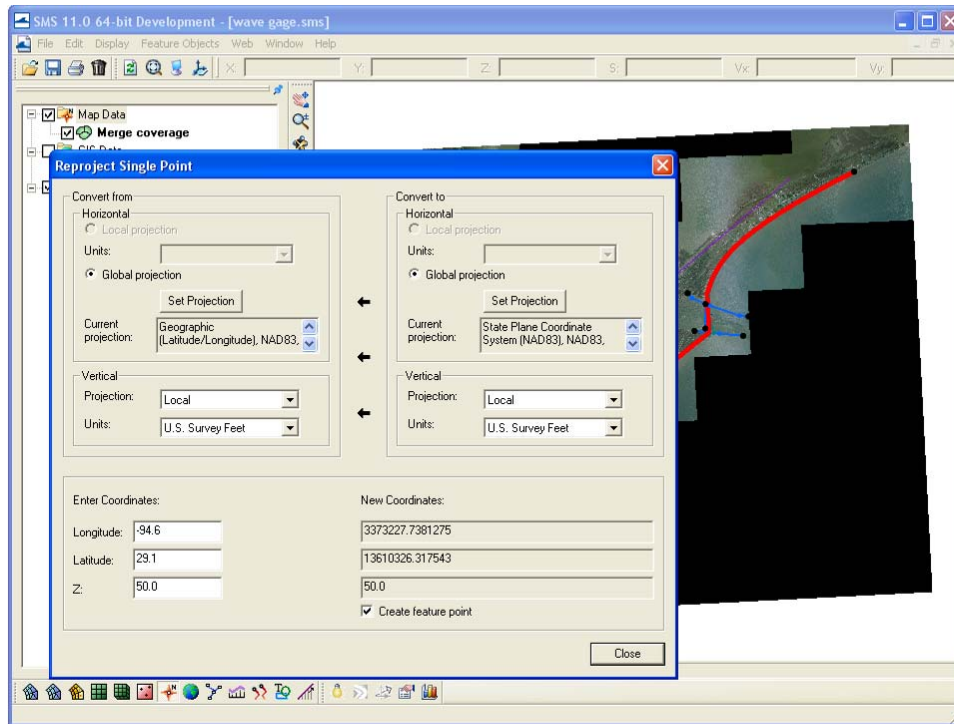 SMS 11.0 64-bit Development - [wave gage.sms]
File Edit Display Feature Objects Web Window Help
X: Y: Z: S: Vx: Vy:
Map Data
Merge coverage
GIS Data
Reproject Single Point
Convert from
Horizontal
Local projection
Units:
Global projection
Set Projection
Current projection:
Geographic
(Latitude/Longitude), NAD83,
Vertical
Projection: Local
Units: U.S. Survey Feet
Convert to
Horizontal
Local projection
Units:
Global projection
Set Projection
Current projection:
State Plane Coordinate
System (NAD83), NAD83,
Vertical
Projection: Local
Units: U.S. Survey Feet
Enter Coordinates:
Longitude: -94.6
Latitude: 29.1
Z: 50.0
New Coordinates:
3373227.7381275
13610326.317543
50.0
Create feature point
Close